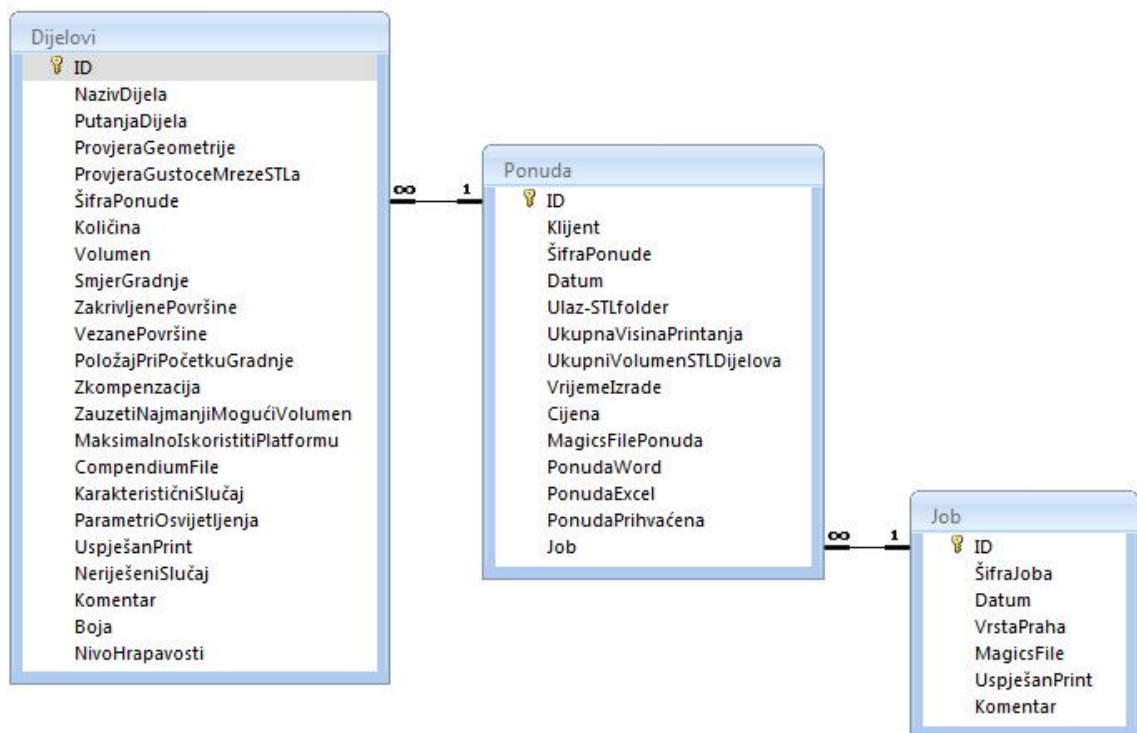 Dijelovi
ID
NazivDijela
PutanjaDijela
ProvjeraGeometrije
ProvjeraGustoceMrezeSTLa
ŠifraPonude
Količina
Volumen
SmjerGradnje
ZakrivljenePovršine
VezanePovršine
PoložajPriPočetkuGradnje
Zkompenzacija
ZauzetiNajmanjiMogućiVolumen
MaksimalnoIskoristitiPlatformu
CompendiumFile
KarakterističniSlučaj
ParametriOsvijetljenja
UspješanPrint
NeriješeniSlučaj
Komentar
Boja
NivoHrapavosti
∞ 1
Ponuda
ID
Klijent
ŠifraPonude
Datum
Ulaz-STLfolder
UkupnaVisinaPrintanja
UkupniVolumenSTLDijelova
VrijemeIzrade
Cijena
MagicsFilePonuda
PonudaWord
PonudaExcel
PonudaPrihvaćena
Job
∞ 1
Job
ID
ŠifraJoba
Datum
VrstaPraha
MagicsFile
UspješanPrint
Komentar